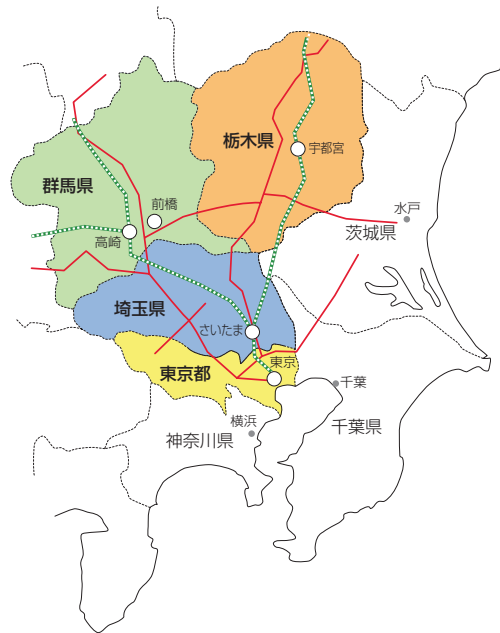 栃木県
宇都宮
群馬県
前橋
水戸
高崎
茨城県
埼玉県
さいたま
東京
東京都
千葉
横浜
千葉県
神奈川県